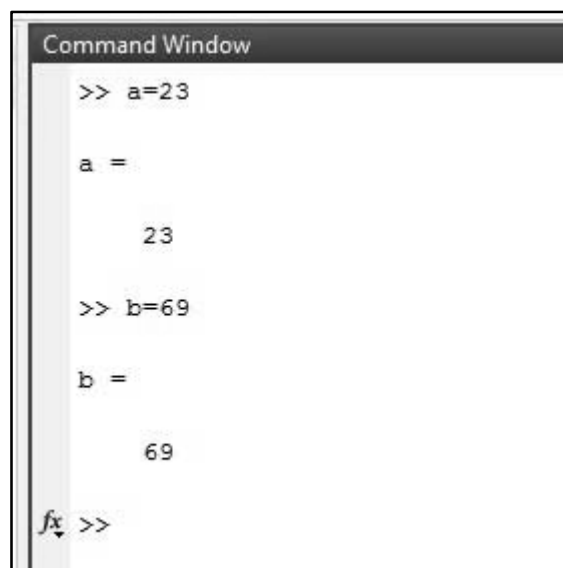 Command Window
>> a=23
a =
23
>> b=69
b =
69
fx >>